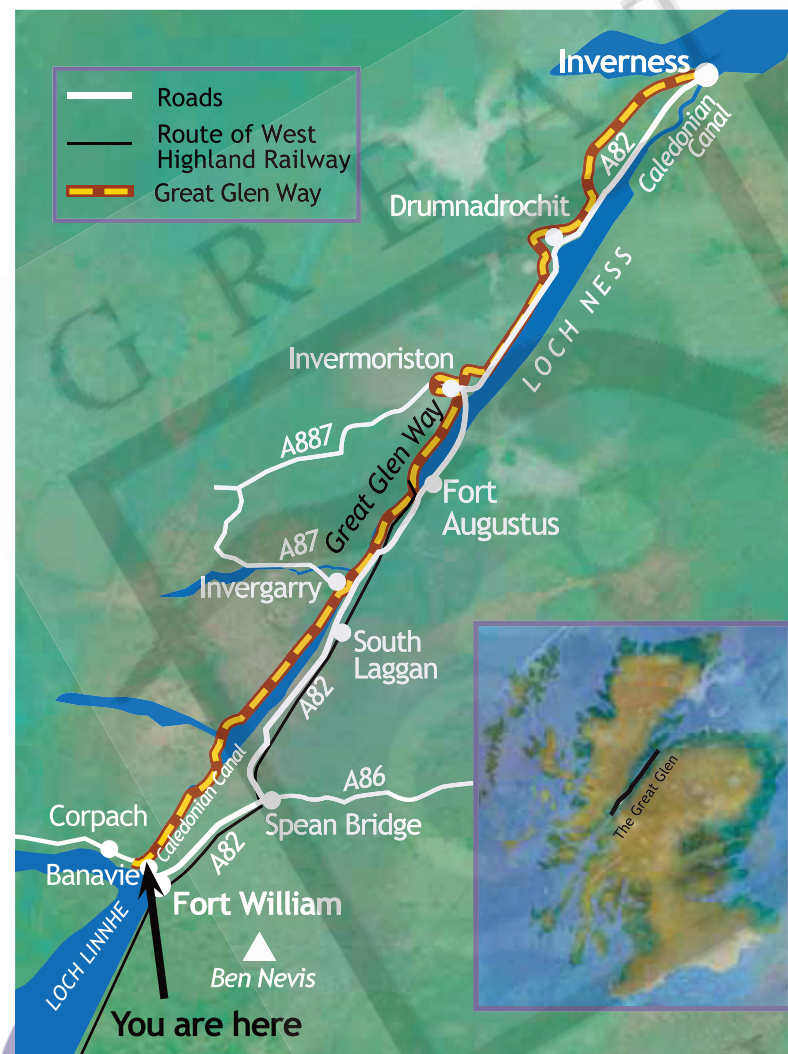 GREAT
Inverness
Roads
Route of West
Highland Railway
Great Glen Way
A82
Caledonian
Canal
Drumnadrochit
LOCH NESS
Invermoriston
A887
Great Glen Way
Fort
Augustus
A87
Invergarry
South
Laggan
A82
The Great Glen
Caledonian Canal
A86
Corpach
Spean Bridge
A82
Banavie
Fort William
LOCH LINNHE
Ben Nevis
You are here